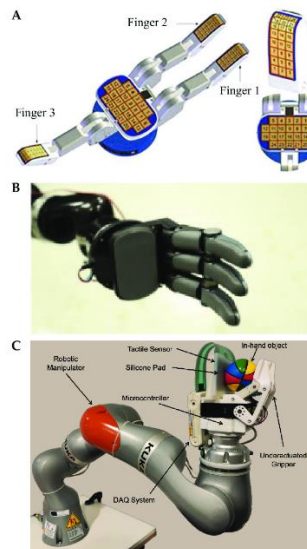 A
Finger 2
Finger 1
Finger 3
B
C
Tactile Sensor
In-hand object
Silicone Pad
Robotic
Manipulator
Microcontroller
Underactuated
Gripper
DAQ System
KUKA